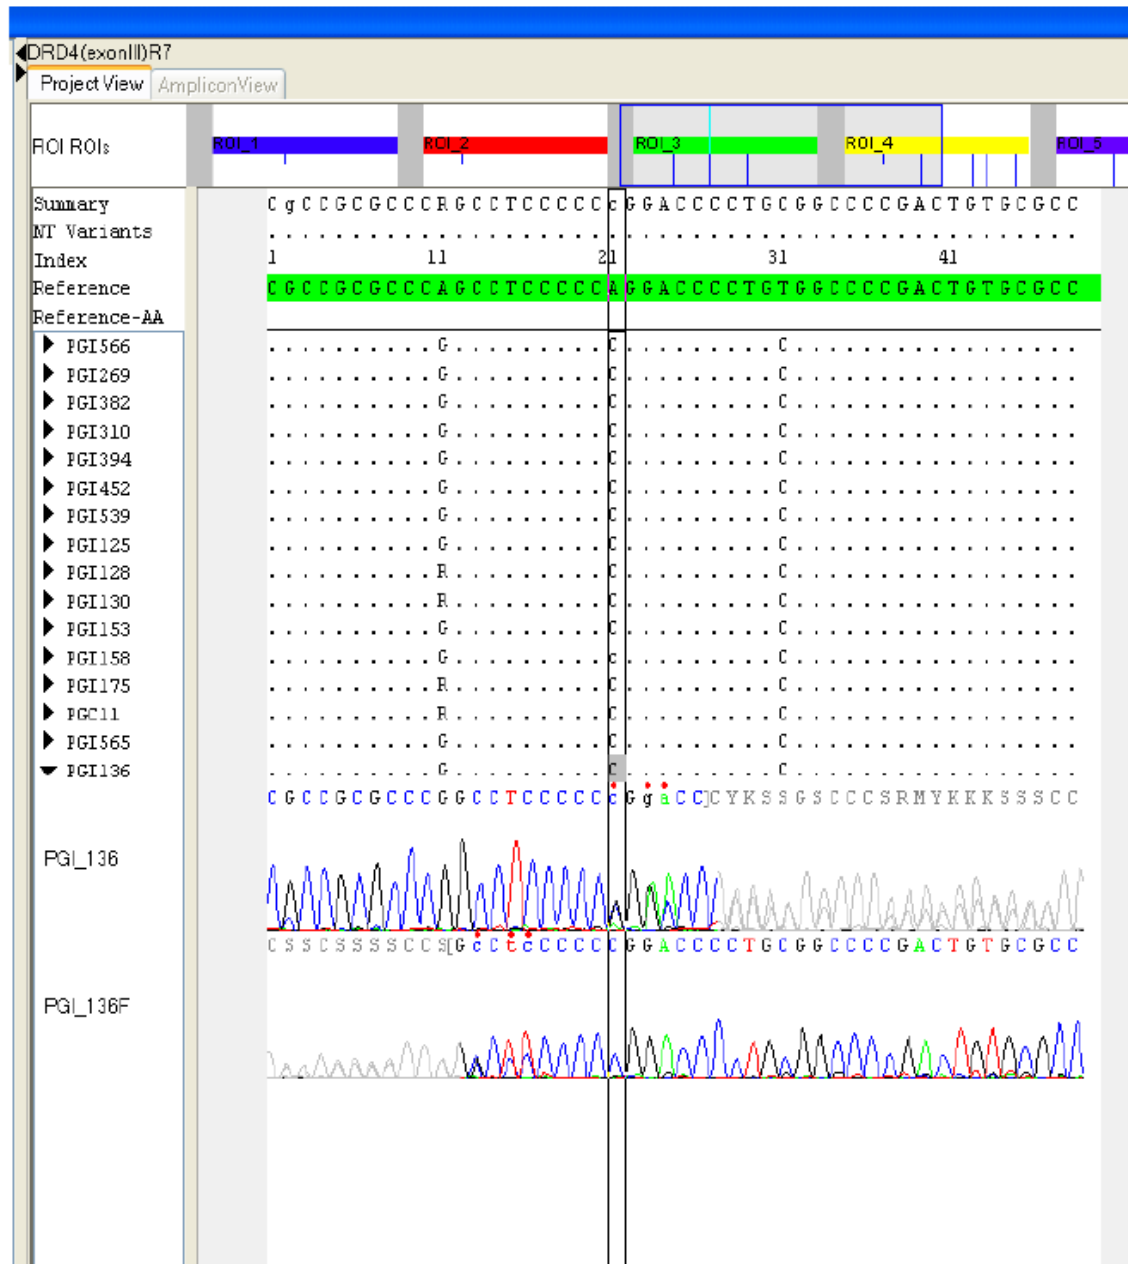 DRD4(exonIII)R7
Project View AmpliconView
ROI ROIs ROI_1 ROI_2 ROI_3 ROI_4 ROI_5
Summary CgCCGCGCCCRGCCTCCCCCcGGACCCCTGCGGCCCCGACTGTGCGCC
NT Variants ................................................
Index 1 11 21 31 41
Reference CGCCGCGCCCAGCCTCCCCCAGGACCCCTGTGGCCCCGACTGTGCGCC
Reference-AA
PGI566 ..........G.........C.........C.................
PGI269 ..........G.........C.........C.................
PGI382 ..........G.........C.........C.................
PGI310 ..........G.........C.........C.................
PGI394 ..........G.........C.........C.................
PGI452 ..........G.........C.........C.................
PGI539 ..........G.........C.........C.................
PGI125 ..........G.........C.........C.................
PGI128 ..........R.........C.........C.................
PGI130 ..........R.........C.........C.................
PGI153 ..........G.........C.........C.................
PGI158 ..........G.........c.........C.................
PGI175 ..........R.........C.........C.................
PGC11 ..........R.........C.........C.................
PGI565 ..........G.........C.........C.................
PGI136 ..........G.........C.........C.................
CGCCGCGCCCGGCCTCCCCCcGgaCC]CYKSSGSCCCSRMYKKKSSSCC
PGI_136
CSSCSSSSCCS[GcCtcCCCCCGGACCCCTGCGGCCCCGACTGTGCGCC
PGI_136F